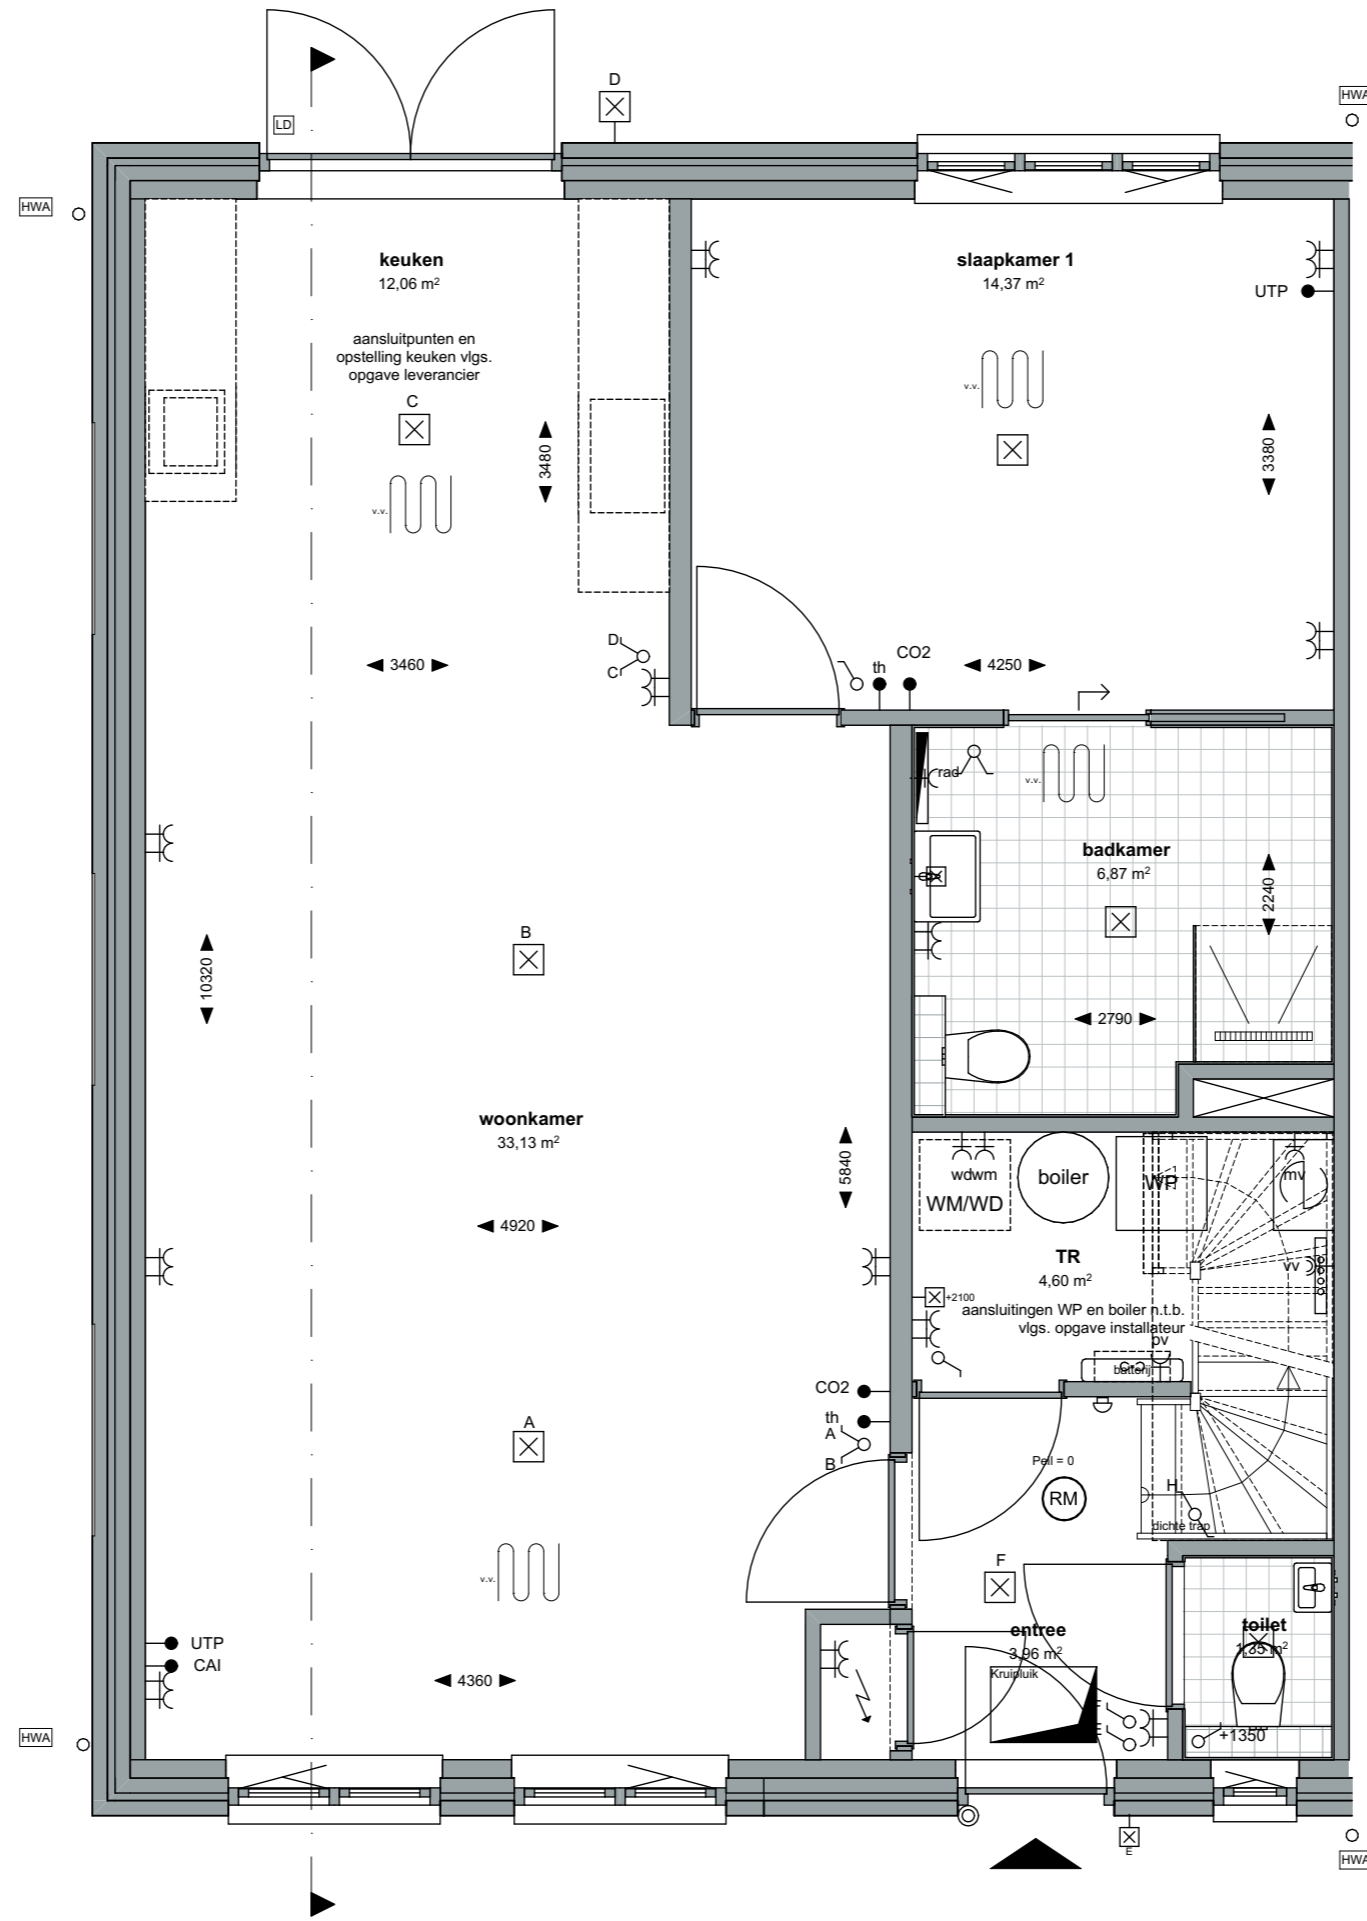 D
HWA
LD
HWA
keuken
12,06 m²
slaapkamer 1
14,37 m²
UTP
aansluitpunten en
opstelling keuken vlgs.
opgave leverancier
C
v.v.
v.v.
3480
3380
D
C
3460
th
CO2
4250
rad
v.v.
badkamer
6,87 m²
2240
B
10320
2790
woonkamer
33,13 m²
5840
4920
wdwm
WM/WD
boiler
WP
mv
TR
4,60 m²
vv
+2100
aansluitingen WP en boiler n.t.b.
vlgs. opgave installateur
pv
batterij
CO2
th
A
B
A
Peil = 0
RM
H
dichte trap
v.v.
F
entree
3,96 m²
Kruipluik
toilet
1,35 m²
UTP
CAI
4360
F
E
+1350
HWA
E
HWA